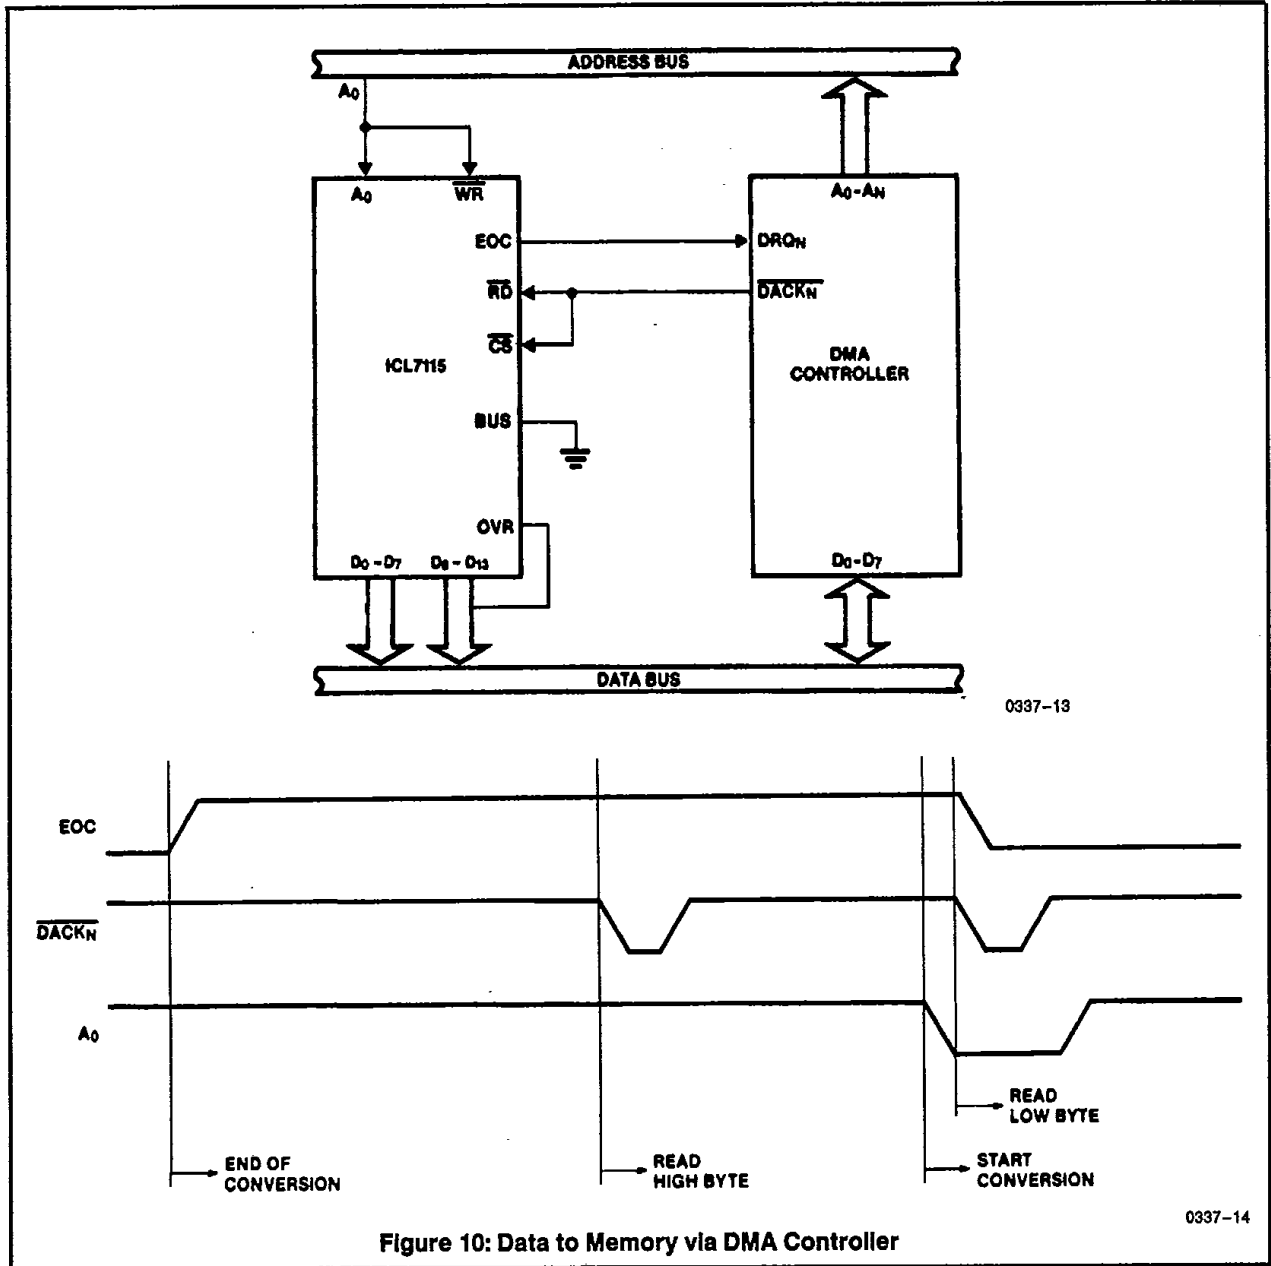 ADDRESS BUS
A0
A0 WR
A0-AN
EOC
DRQN
RD
DACKN
CS
ICL7115
DMA
CONTROLLER
BUS
OVR
D0-D7 D8-D13
D0-D7
DATA BUS
0337-13
EOC
DACKN
A0
READ
LOW BYTE
END OF
CONVERSION
READ
HIGH BYTE
START
CONVERSION
0337-14
Figure 10: Data to Memory via DMA Controller